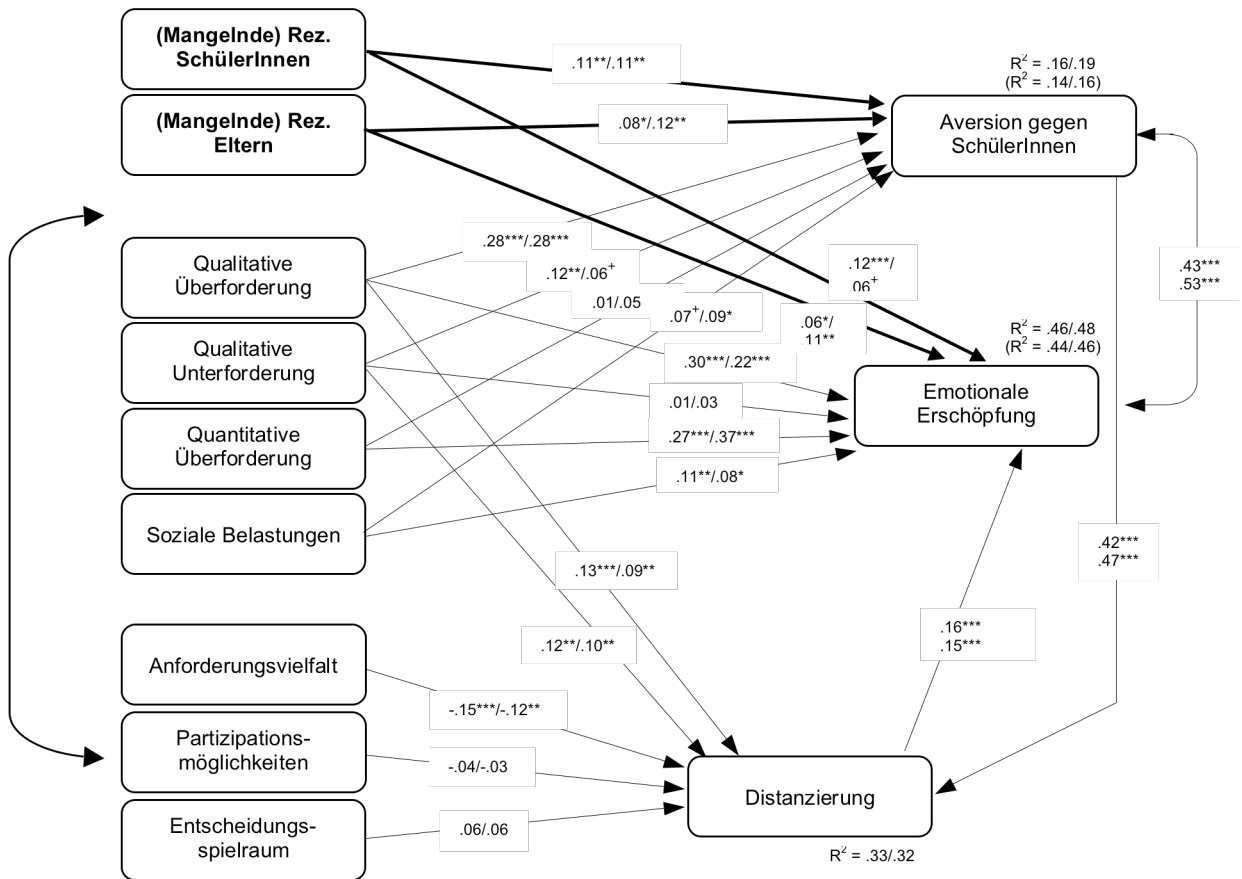 (Mangelnde) Rez.
SchülerInnen
(Mangelnde) Rez.
Eltern
Qualitative
Überforderung
Qualitative
Unterforderung
Quantitative
Überforderung
Soziale Belastungen
Anforderungsvielfalt
Partizipations-
möglichkeiten
Entscheidungs-
spielraum
.11**/.11**
.08*/.12**
.28***/.28***
.12**/.06⁺
.01/.05
.07⁺/.09*
.12***/
.06⁺
.06*/
.11**
.30***/.22***
.01/.03
.27***/.37***
.11**/.08*
.13***/.09**
.12**/.10**
-.15***/-.12**
-.04/-.03
.06/.06
R² = .16/.19
(R² = .14/.16)
Aversion gegen
SchülerInnen
.43***
.53***
R² = .46/.48
(R² = .44/.46)
Emotionale
Erschöpfung
.42***
.47***
.16***
.15***
Distanzierung
R² = .33/.32